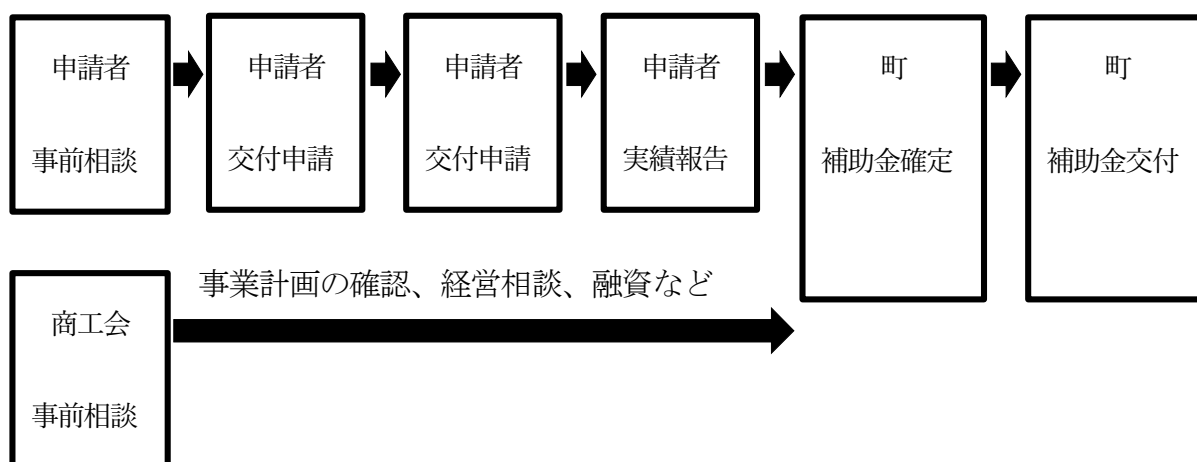 申請者
事前相談
申請者
交付申請
申請者
交付申請
申請者
実績報告
町
補助金確定
町
補助金交付
事業計画の確認、経営相談、融資など
商工会
事前相談